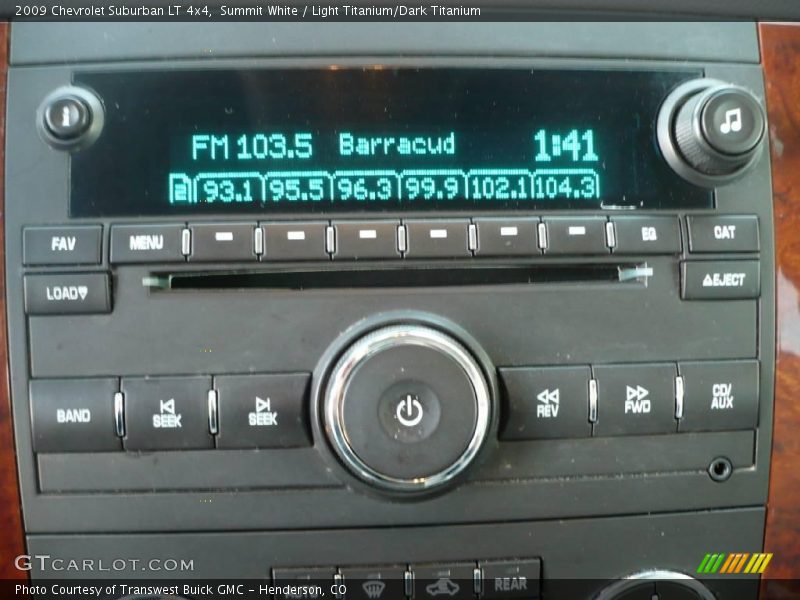 2009 Chevrolet Suburban LT 4x4, Summit White / Light Titanium/Dark Titanium
FM 103.5 Barracud 1:41
93.1 95.5 96.3 99.9 102.1 104.3
FAV MENU EQ CAT
LOAD EJECT
BAND SEEK SEEK REV FWD CD/
AUX
REAR
GTCARLOT.COM
Photo Courtesy of Transwest Buick GMC - Henderson, CO